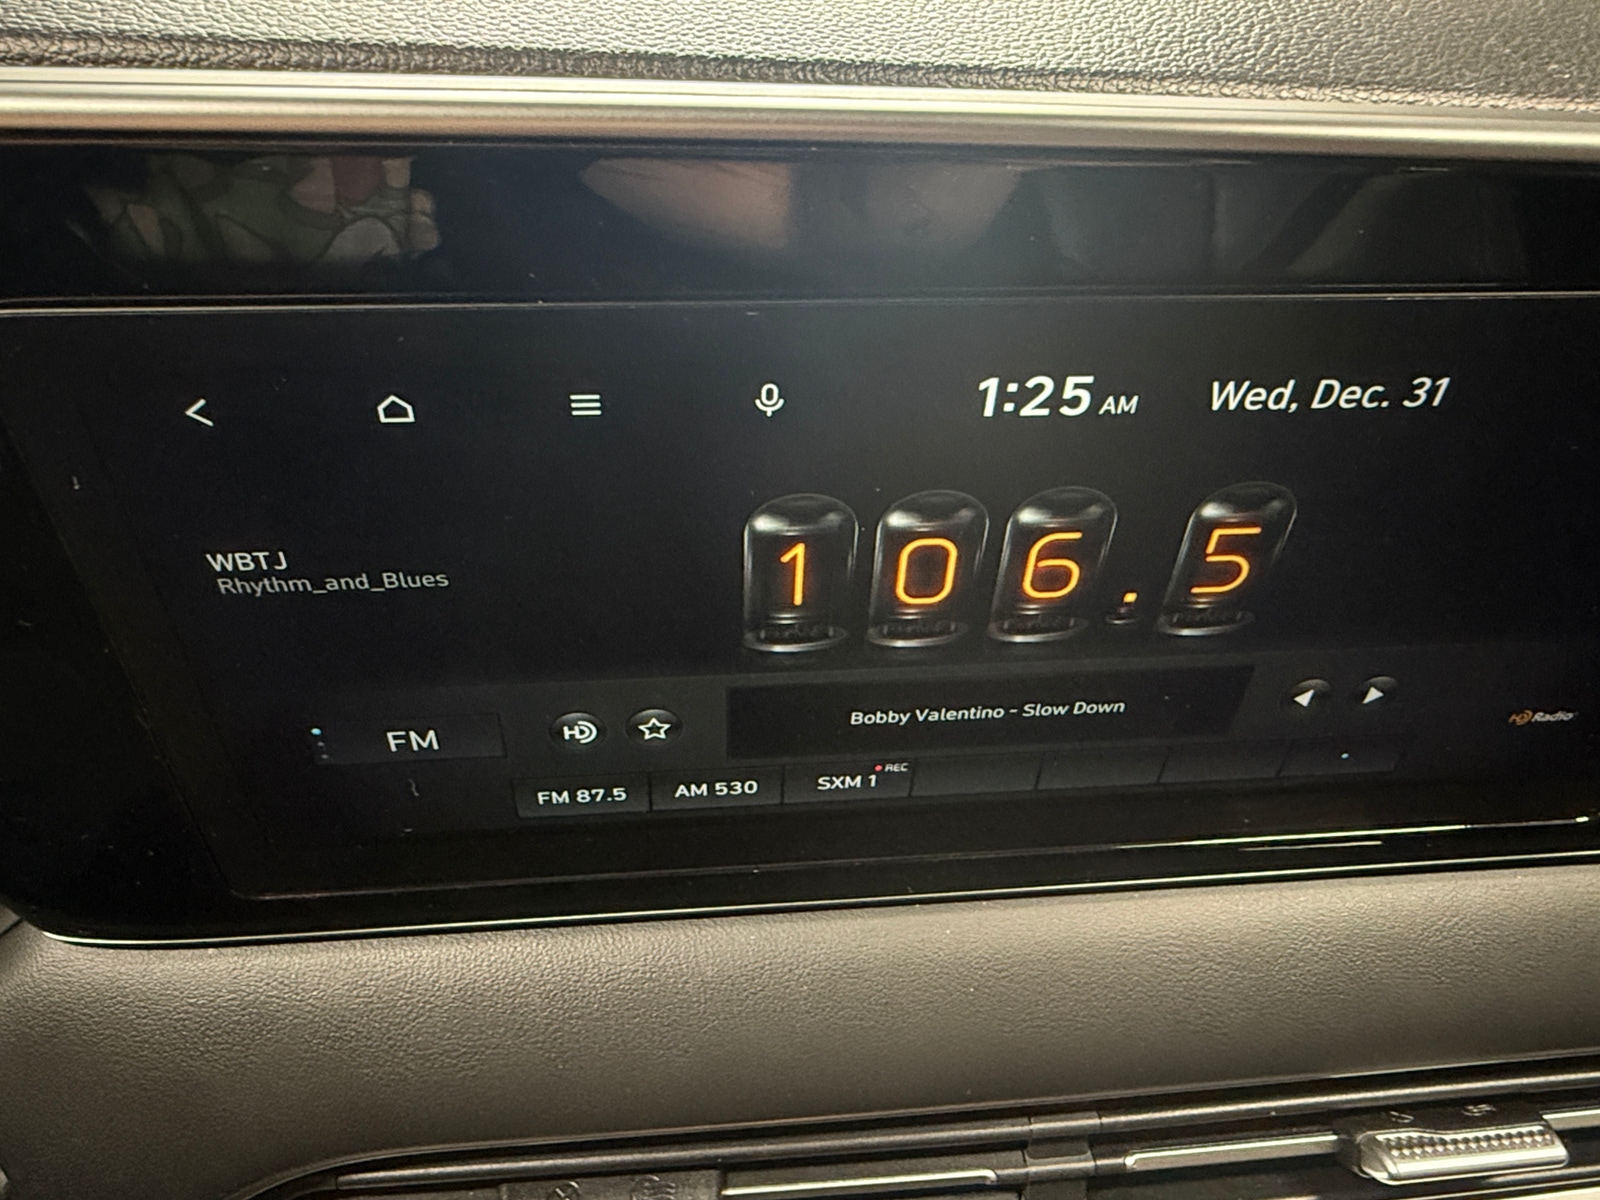 1:25 AM Wed, Dec. 31
WBTJ
Rhythm_and_Blues
106.5
FM
HD
Bobby Valentino - Slow Down
HD Radio
FM 87.5
AM 530
SXM 1
REC